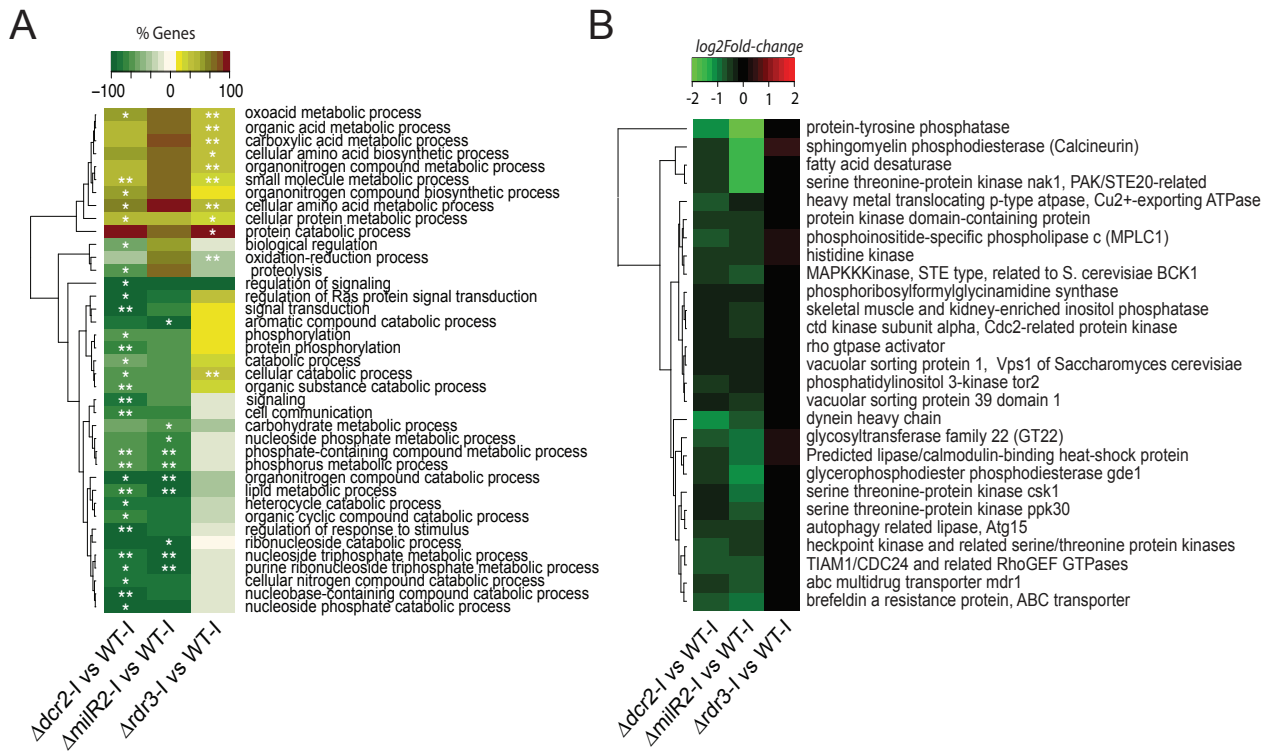 A
% Genes
−100 0 100
oxoacid metabolic process
organic acid metabolic process
carboxylic acid metabolic process
cellular amino acid biosynthetic process
organonitrogen compound metabolic process
small molecule metabolic process
organonitrogen compound biosynthetic process
cellular amino acid metabolic process
cellular protein metabolic process
protein catabolic process
biological regulation
oxidation-reduction process
proteolysis
regulation of signaling
regulation of Ras protein signal transduction
signal transduction
aromatic compound catabolic process
phosphorylation
protein phosphorylation
catabolic process
cellular catabolic process
organic substance catabolic process
signaling
cell communication
carbohydrate metabolic process
nucleoside phosphate metabolic process
phosphate-containing compound metabolic process
phosphorus metabolic process
organonitrogen compound catabolic process
lipid metabolic process
heterocycle catabolic process
organic cyclic compound catabolic process
regulation of response to stimulus
ribonucleoside catabolic process
nucleoside triphosphate metabolic process
purine ribonucleoside triphosphate metabolic process
cellular nitrogen compound catabolic process
nucleobase-containing compound catabolic process
nucleoside phosphate catabolic process
Δdcr2-I vs WT-I
ΔmilR2-I vs WT-I
Δrdr3-I vs WT-I
B
log2Fold-change
-2 -1 0 1 2
protein-tyrosine phosphatase
sphingomyelin phosphodiesterase (Calcineurin)
fatty acid desaturase
serine threonine-protein kinase nak1, PAK/STE20-related
heavy metal translocating p-type atpase, Cu2+-exporting ATPase
protein kinase domain-containing protein
phosphoinositide-specific phospholipase c (MPLC1)
histidine kinase
MAPKKKinase, STE type, related to S. cerevisiae BCK1
phosphoribosylformylglycinamidine synthase
skeletal muscle and kidney-enriched inositol phosphatase
ctd kinase subunit alpha, Cdc2-related protein kinase
rho gtpase activator
vacuolar sorting protein 1, Vps1 of Saccharomyces cerevisiae
phosphatidylinositol 3-kinase tor2
vacuolar sorting protein 39 domain 1
dynein heavy chain
glycosyltransferase family 22 (GT22)
Predicted lipase/calmodulin-binding heat-shock protein
glycerophosphodiester phosphodiesterase gde1
serine threonine-protein kinase csk1
serine threonine-protein kinase ppk30
autophagy related lipase, Atg15
heckpoint kinase and related serine/threonine protein kinases
TIAM1/CDC24 and related RhoGEF GTPases
abc multidrug transporter mdr1
brefeldin a resistance protein, ABC transporter
Δdcr2-I vs WT-I
ΔmilR2-I vs WT-I
Δrdr3-I vs WT-I